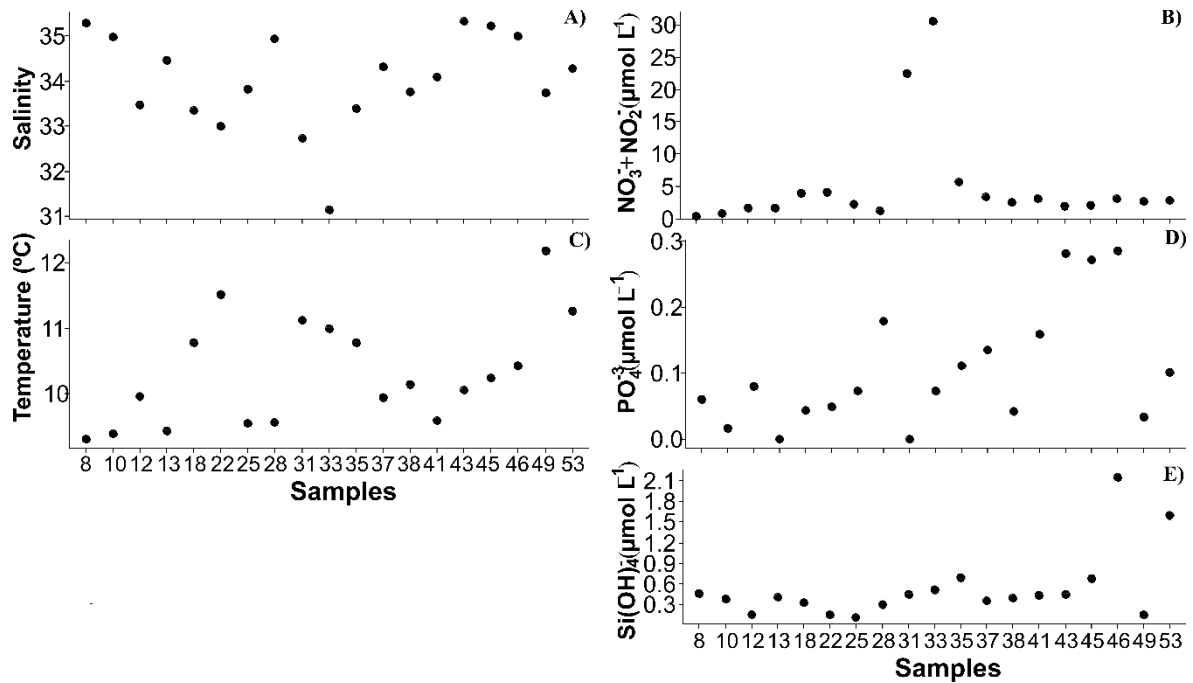 A)
Salinity
35
34
33
32
31
B)
NO₃⁻+NO₂⁻(µmol L⁻¹)
30
25
20
15
10
5
0
C)
Temperature (ºC)
12
11
10
8 10 12 13 18 22 25 28 31 33 35 37 38 41 43 45 46 49 53
Samples
D)
PO₄⁻³(µmol L⁻¹)
0.3
0.2
0.1
0.0
E)
Si(OH)₄⁻(µmol L⁻¹)
2.1
1.8
1.5
1.2
0.9
0.6
0.3
8 10 12 13 18 22 25 28 31 33 35 37 38 41 43 45 46 49 53
Samples